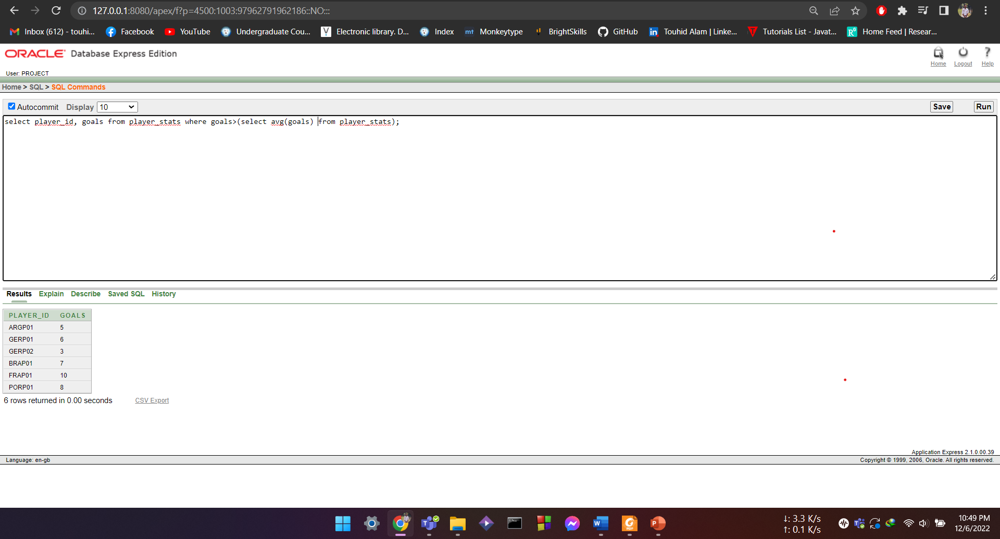 127.0.0.1:8080/apex/f?p=4500:1003:97962791962186::NO:::
Inbox (612) - touhi... Facebook YouTube Undergraduate Cou... Electronic library. D... Index mt Monkeytype BrightSkills GitHub Touhid Alam | Linke... Tutorials List - Javat... Home Feed | Resear...
ORACLE Database Express Edition
Home Logout Help
User: PROJECT
Home > SQL > SQL Commands
Autocommit Display 10 Save Run
select player_id, goals from player_stats where goals>(select avg(goals) from player_stats);
Results Explain Describe Saved SQL History
PLAYER_ID GOALS
ARGP01 5
GERP01 6
GERP02 3
BRAP01 7
FRAP01 10
PORP01 8
6 rows returned in 0.00 seconds CSV Export
Application Express 2.1.0.00.39
Language: en-gb Copyright © 1999, 2006, Oracle. All rights reserved.
↓: 3.3 K/s 10:49 PM
↑: 0.1 K/s 12/6/2022